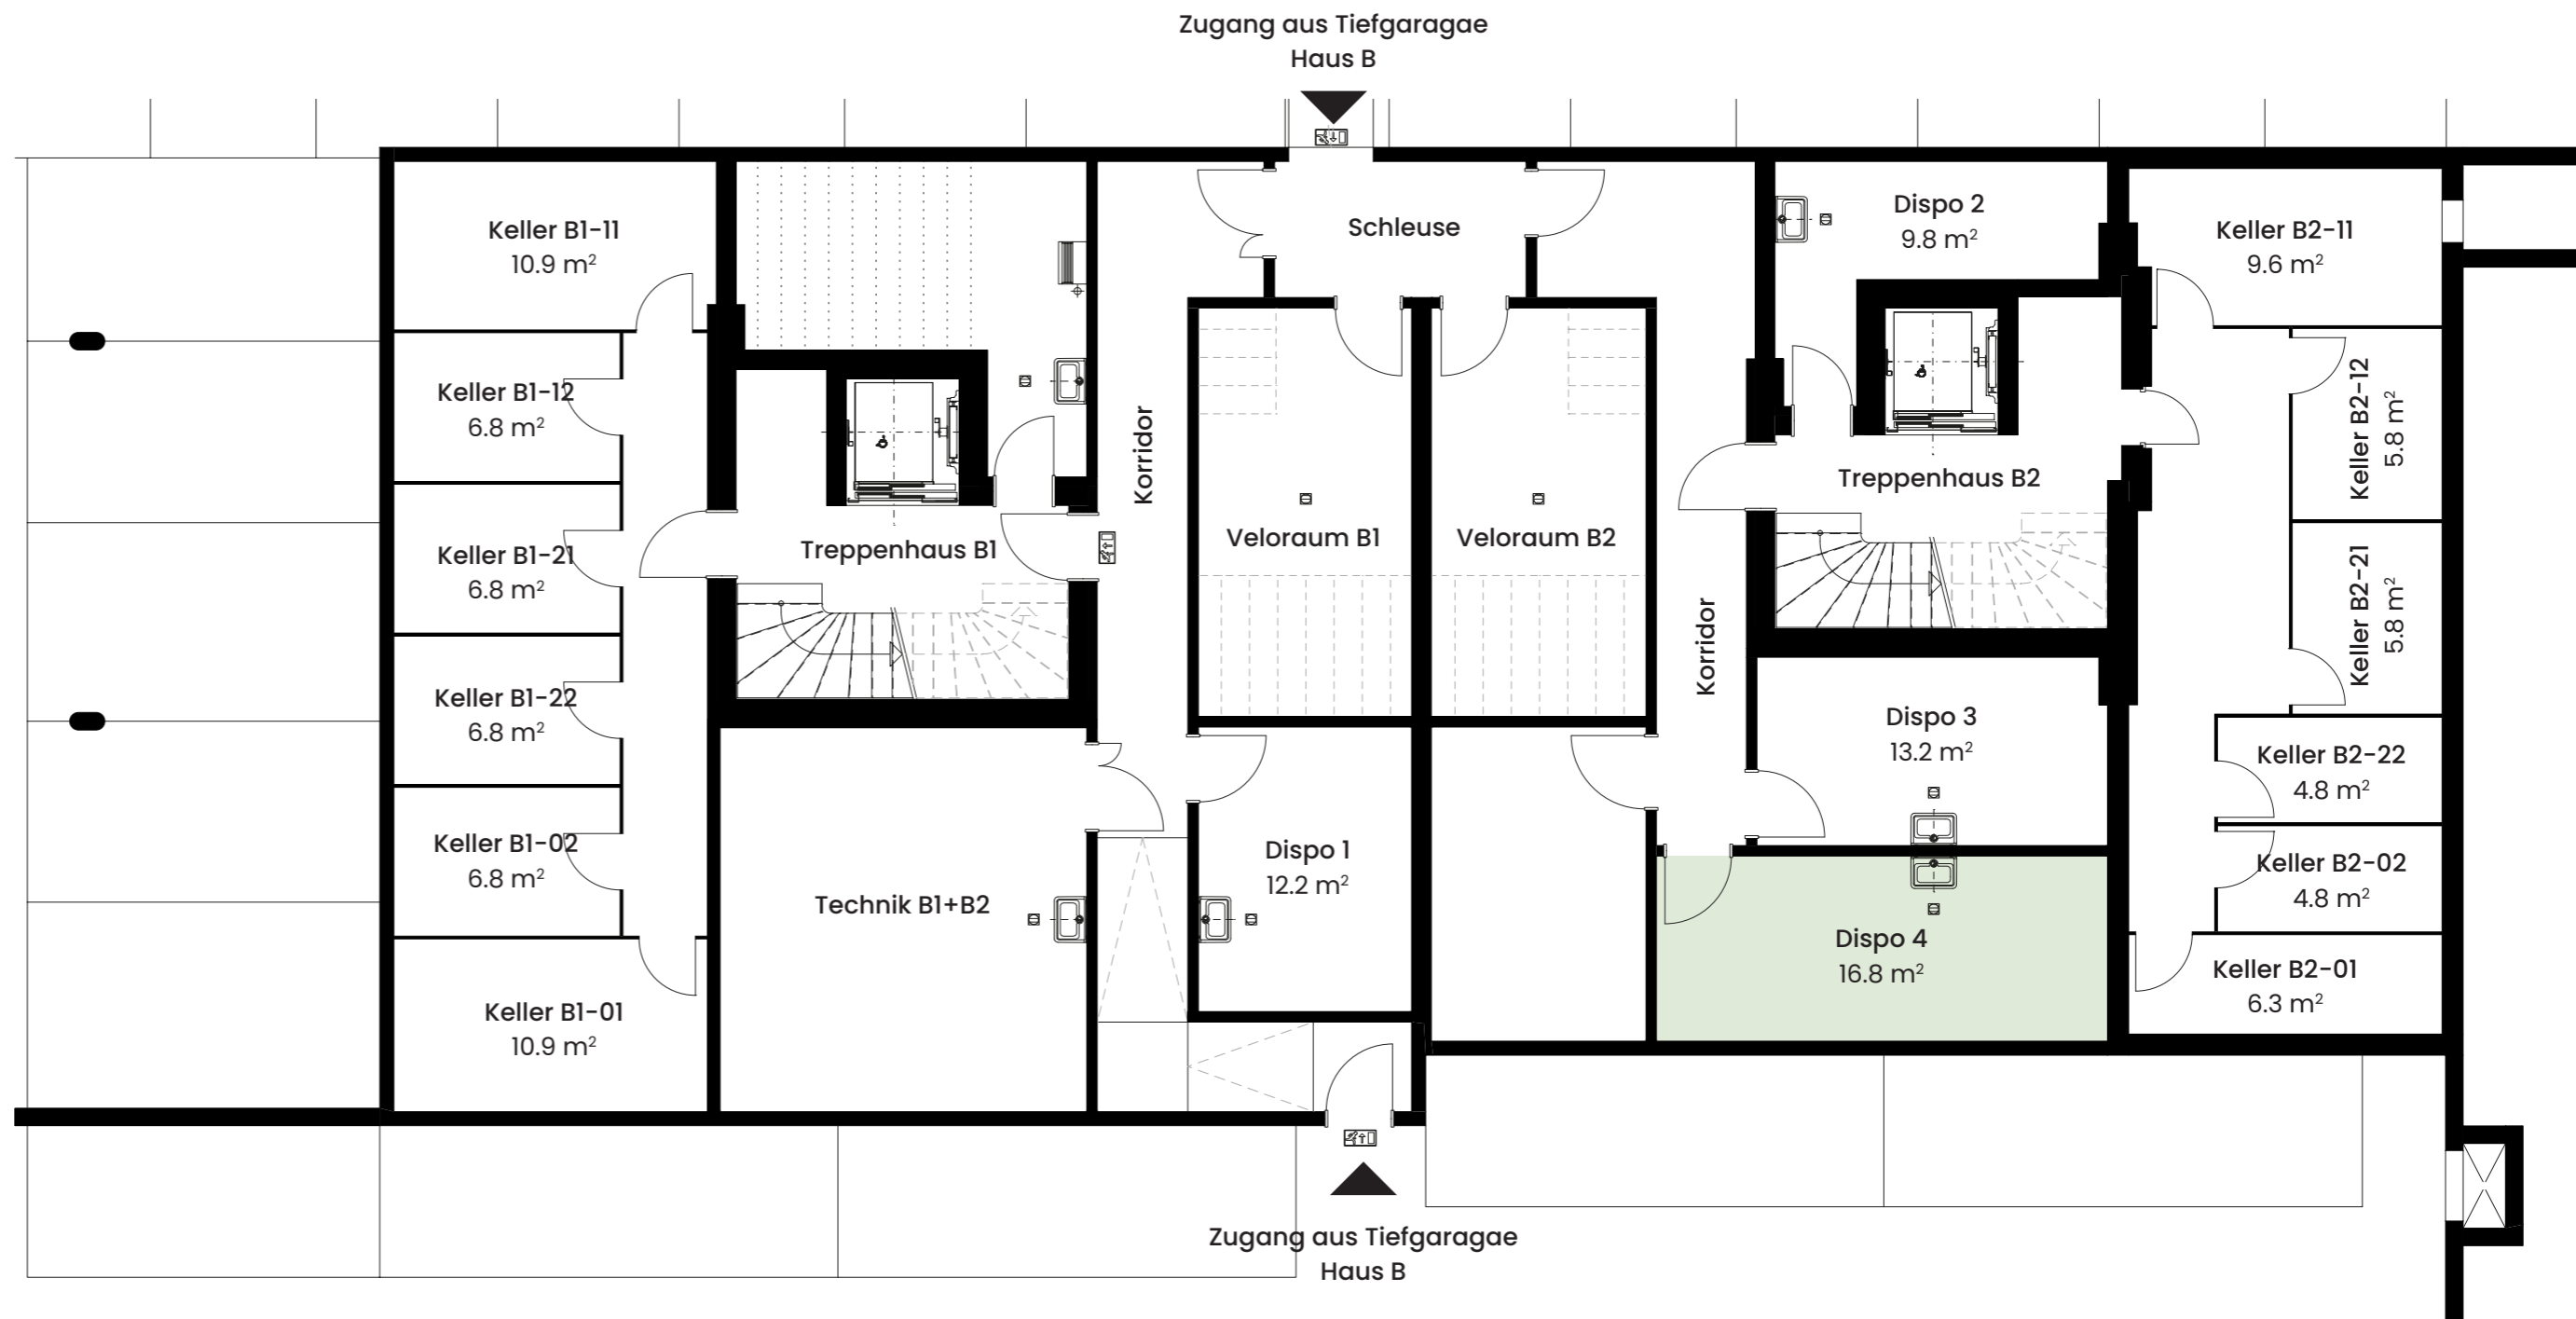 Zugang aus Tiefgaragae
Haus B
Keller B1-11
10.9 m²
Keller B1-12
6.8 m²
Keller B1-21
6.8 m²
Keller B1-22
6.8 m²
Keller B1-02
6.8 m²
Keller B1-01
10.9 m²
Treppenhaus B1
Technik B1+B2
Korridor
Schleuse
Veloraum B1
Veloraum B2
Dispo 1
12.2 m²
Korridor
Dispo 2
9.8 m²
Treppenhaus B2
Dispo 3
13.2 m²
Dispo 4
16.8 m²
Keller B2-11
9.6 m²
Keller B2-12
5.8 m²
Keller B2-21
5.8 m²
Keller B2-22
4.8 m²
Keller B2-02
4.8 m²
Keller B2-01
6.3 m²
Zugang aus Tiefgaragae
Haus B